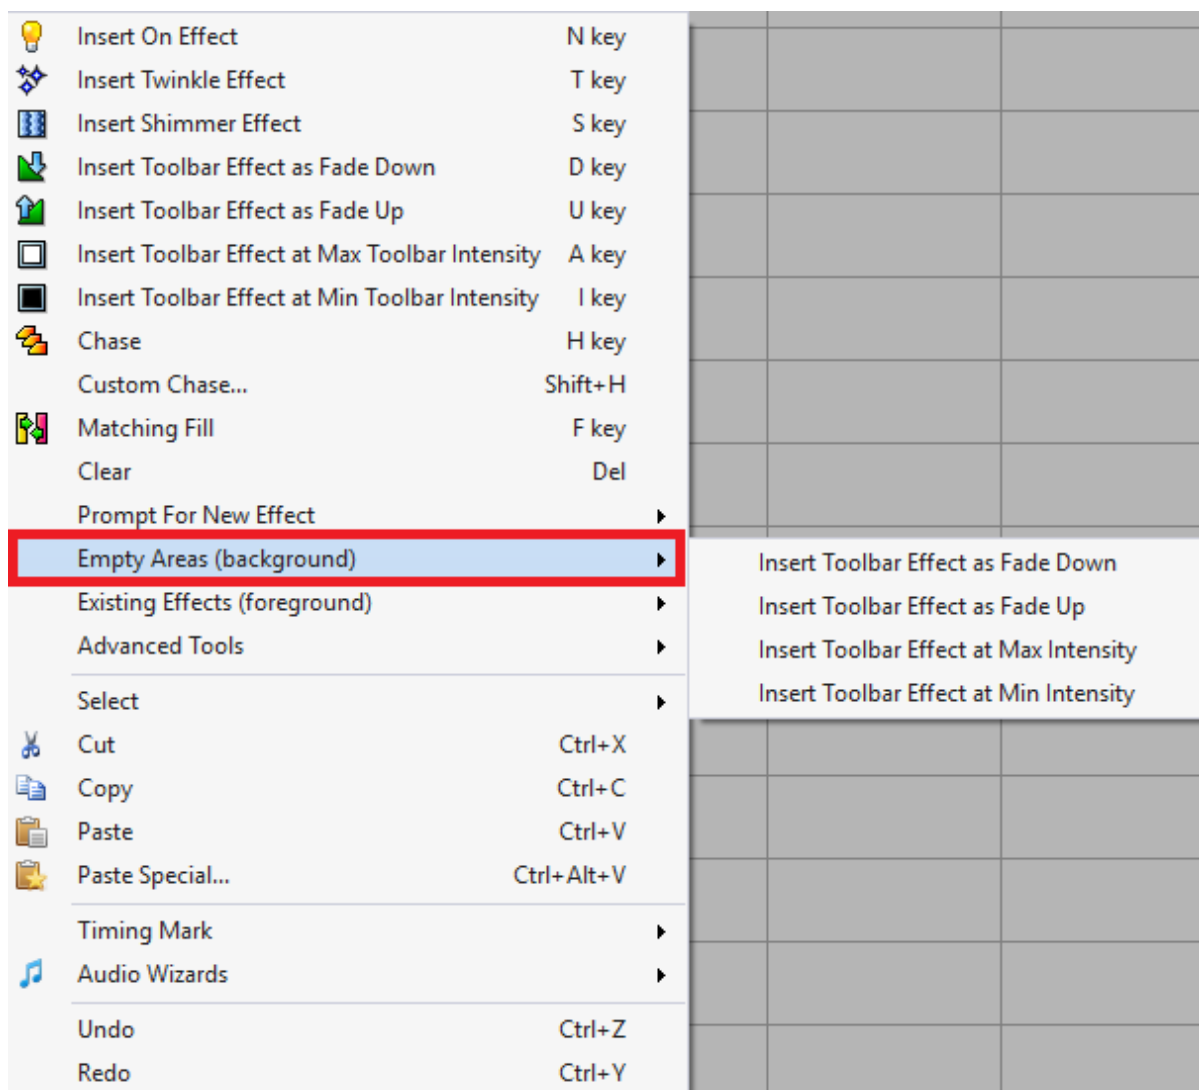 Insert On Effect N key
Insert Twinkle Effect T key
Insert Shimmer Effect S key
Insert Toolbar Effect as Fade Down D key
Insert Toolbar Effect as Fade Up U key
Insert Toolbar Effect at Max Toolbar Intensity A key
Insert Toolbar Effect at Min Toolbar Intensity I key
Chase H key
Custom Chase... Shift+H
Matching Fill F key
Clear Del
Prompt For New Effect
Empty Areas (background)
Insert Toolbar Effect as Fade Down
Insert Toolbar Effect as Fade Up
Insert Toolbar Effect at Max Intensity
Insert Toolbar Effect at Min Intensity
Existing Effects (foreground)
Advanced Tools
Select
Cut Ctrl+X
Copy Ctrl+C
Paste Ctrl+V
Paste Special... Ctrl+Alt+V
Timing Mark
Audio Wizards
Undo Ctrl+Z
Redo Ctrl+Y